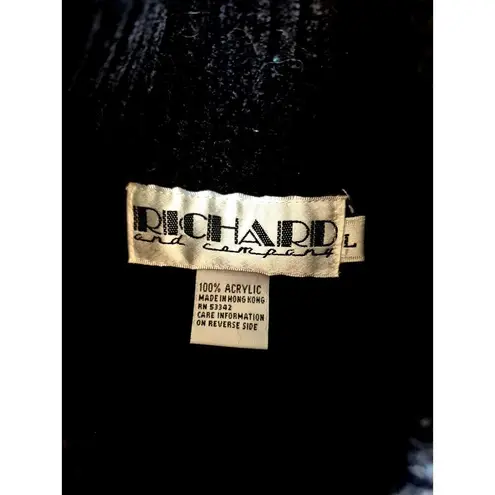 RICHARD
and company
L
100% ACRYLIC
MADE IN HONG KONG
RN 53342
CARE INFORMATION
ON REVERSE SIDE